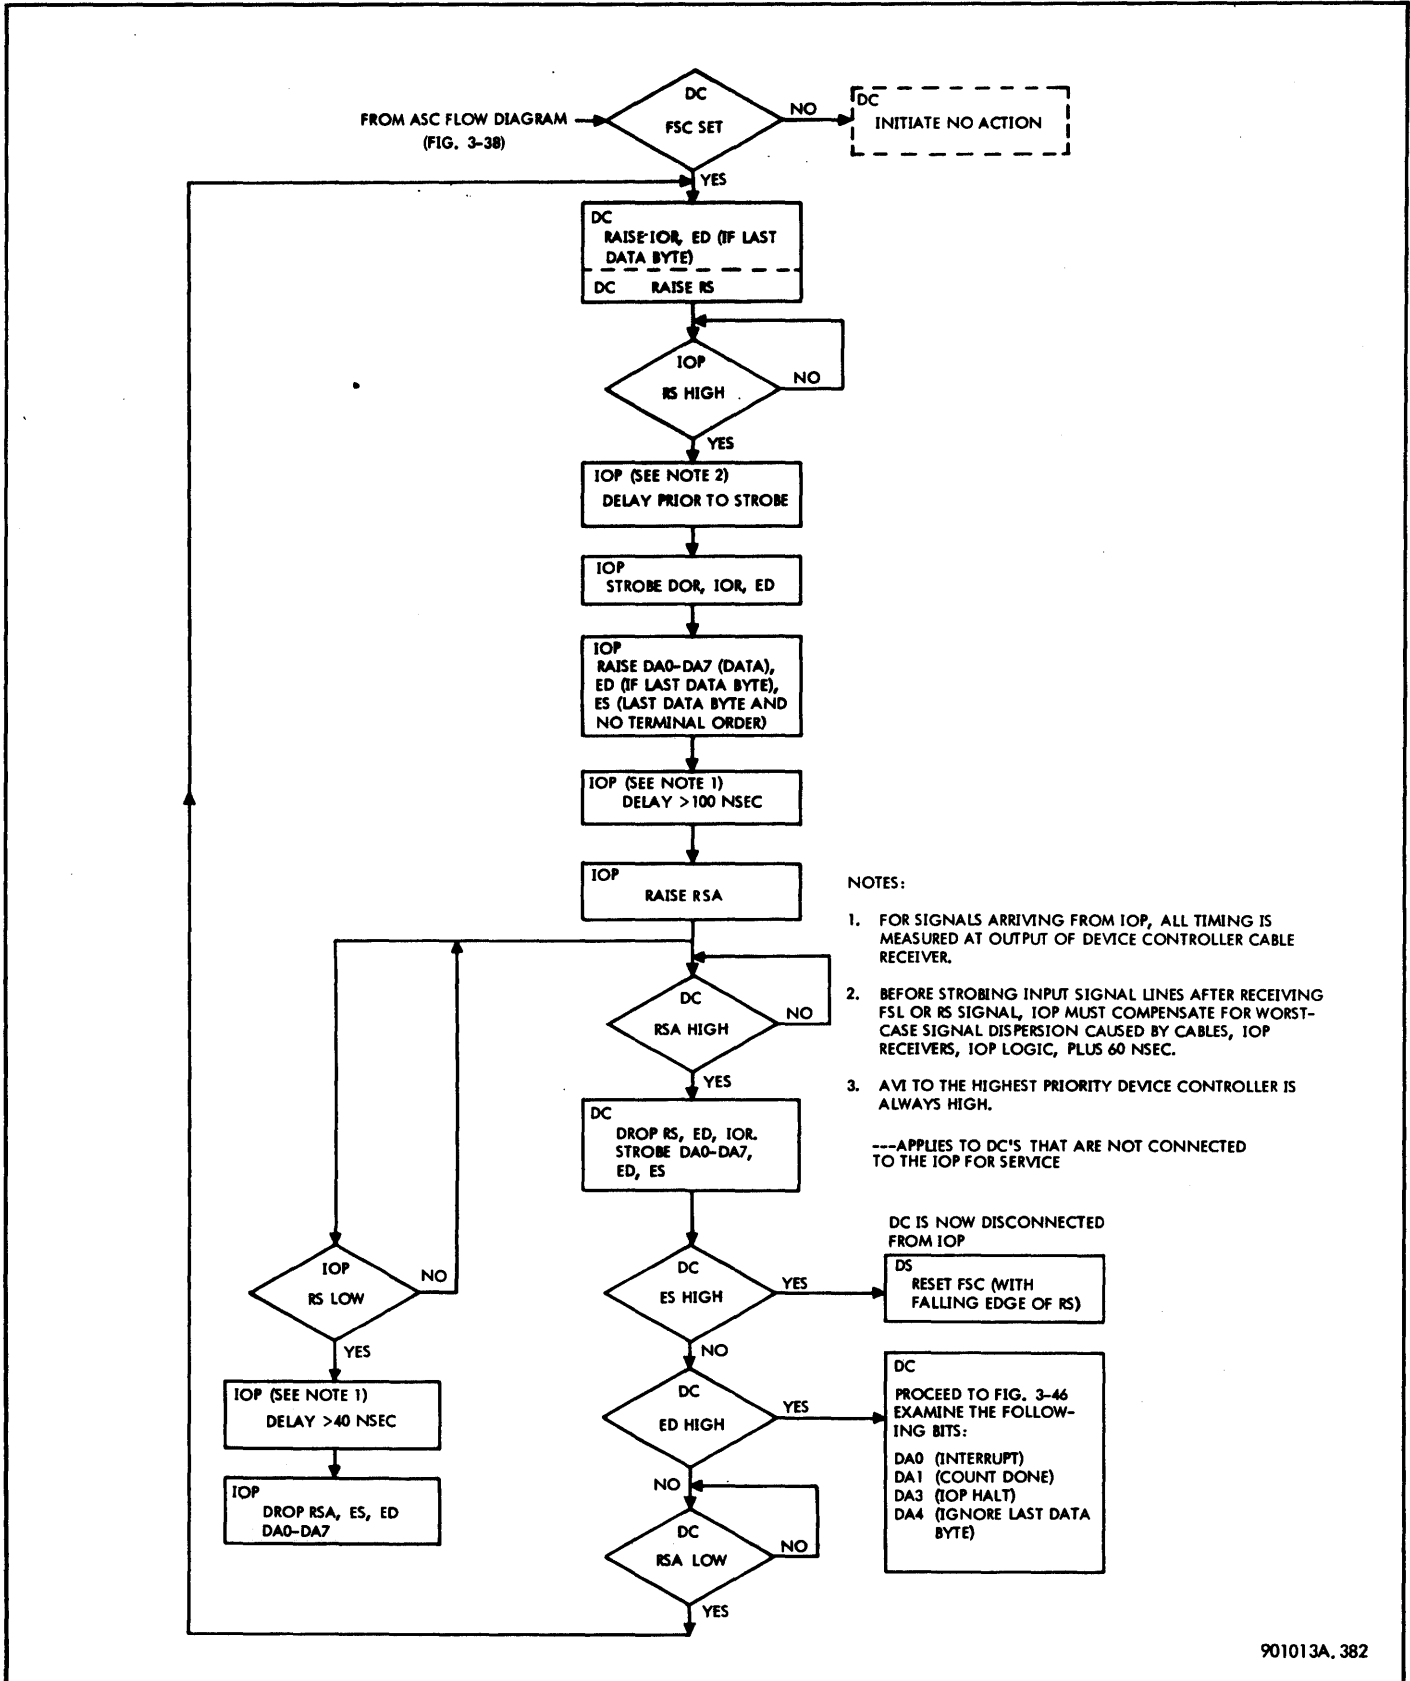 FROM ASC FLOW DIAGRAM
(FIG. 3-38)
DC
FSC SET
NO
DC
INITIATE NO ACTION
YES
DC
RAISE IOR, ED (IF LAST
DATA BYTE)
DC RAISE RS
IOP
RS HIGH
NO
YES
IOP (SEE NOTE 2)
DELAY PRIOR TO STROBE
IOP
STROBE DOR, IOR, ED
IOP
RAISE DA0-DA7 (DATA),
ED (IF LAST DATA BYTE),
ES (LAST DATA BYTE AND
NO TERMINAL ORDER)
IOP (SEE NOTE 1)
DELAY >100 NSEC
IOP
RAISE RSA
DC
RSA HIGH
NO
YES
DC
DROP RS, ED, IOR.
STROBE DA0-DA7,
ED, ES
IOP
RS LOW
NO
YES
IOP (SEE NOTE 1)
DELAY >40 NSEC
IOP
DROP RSA, ES, ED
DA0-DA7
DC
ES HIGH
YES
NO
DC IS NOW DISCONNECTED
FROM IOP
DS
RESET FSC (WITH
FALLING EDGE OF RS)
DC
ED HIGH
YES
NO
DC
PROCEED TO FIG. 3-46
EXAMINE THE FOLLOW-
ING BITS:
DA0 (INTERRUPT)
DA1 (COUNT DONE)
DA3 (IOP HALT)
DA4 (IGNORE LAST DATA
BYTE)
DC
RSA LOW
NO
YES
NOTES:
1. FOR SIGNALS ARRIVING FROM IOP, ALL TIMING IS
MEASURED AT OUTPUT OF DEVICE CONTROLLER CABLE
RECEIVER.
2. BEFORE STROBING INPUT SIGNAL LINES AFTER RECEIVING
FSL OR RS SIGNAL, IOP MUST COMPENSATE FOR WORST-
CASE SIGNAL DISPERSION CAUSED BY CABLES, IOP
RECEIVERS, IOP LOGIC, PLUS 60 NSEC.
3. AVI TO THE HIGHEST PRIORITY DEVICE CONTROLLER IS
ALWAYS HIGH.
---APPLIES TO DC'S THAT ARE NOT CONNECTED
TO THE IOP FOR SERVICE
901013A.382